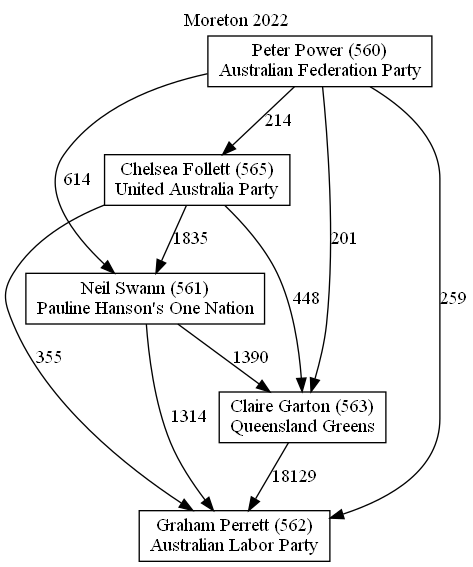 Moreton 2022
Peter Power (560)
Australian Federation Party
214
Chelsea Follett (565)
United Australia Party
614
1835
201
Neil Swann (561)
Pauline Hanson's One Nation
448
259
355
1390
1314
Claire Garton (563)
Queensland Greens
18129
Graham Perrett (562)
Australian Labor Party